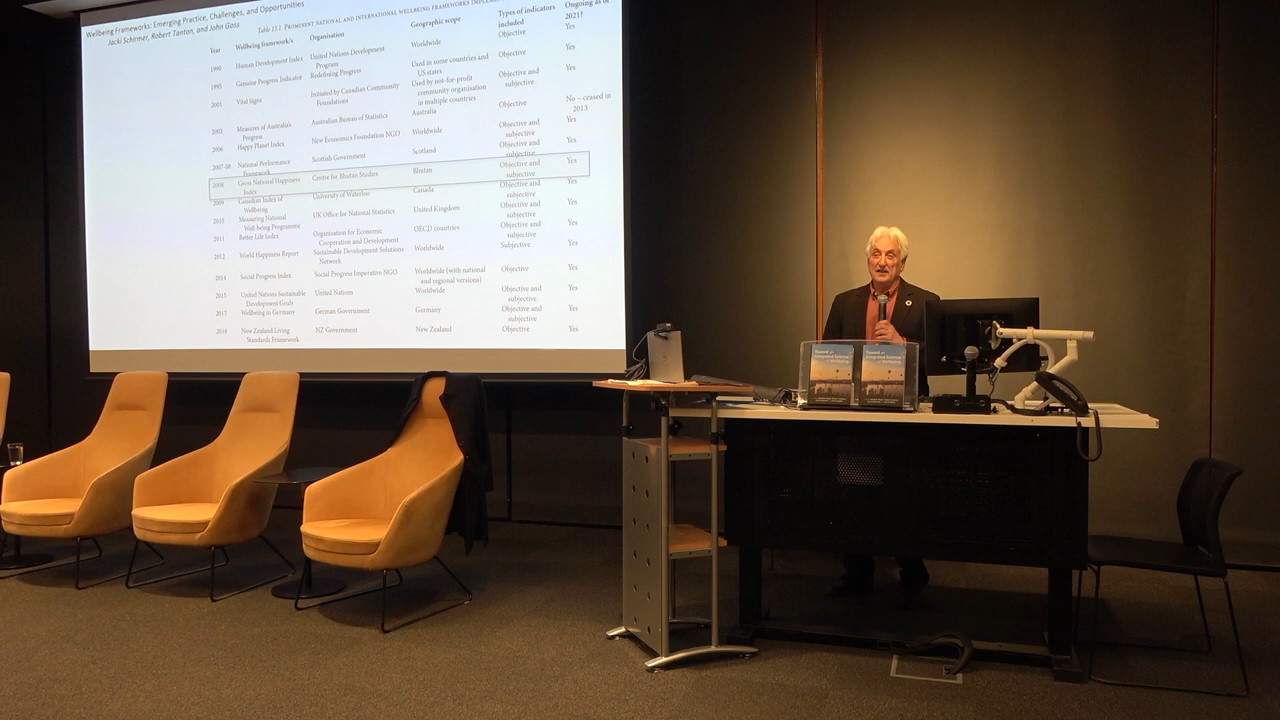 Wellbeing Frameworks: Emerging Practice, Challenges, and Opportunities
Jacki Schirmer, Robert Tanton, and John Goss
Table 13.1 PROMINENT NATIONAL AND INTERNATIONAL WELLBEING FRAMEWORKS
Year Wellbeing framework/s Organisation Geographic scope Types of indicators included Ongoing as of 2021?
1990 Human Development Index United Nations Development Program Worldwide Objective Yes
1995 Genuine Progress Indicator Redefining Progress Used in some countries and US states Objective Yes
2001 Vital Signs Initiated by Canadian Community Foundations Used by not-for-profit community organisation in multiple countries Objective and subjective Yes
2002 Measures of Australia's Progress Australian Bureau of Statistics Australia Objective No – ceased in 2013
2006 Happy Planet Index New Economics Foundation NGO Worldwide Objective and subjective Yes
2007-08 National Performance Framework Scottish Government Scotland Objective and subjective Yes
2008 Gross National Happiness Index Centre for Bhutan Studies Bhutan Objective and subjective Yes
2009 Canadian Index of Wellbeing University of Waterloo Canada Objective and subjective Yes
2010 Measuring National Well-being Programme UK Office for National Statistics United Kingdom Objective and subjective Yes
2011 Better Life Index Organisation for Economic Cooperation and Development OECD countries Objective and subjective Yes
2012 World Happiness Report Sustainable Development Solutions Network Worldwide Subjective Yes
2014 Social Progress Index Social Progress Imperative NGO Worldwide (with national and regional versions) Objective Yes
2015 United Nations Sustainable Development Goals United Nations Worldwide Objective and subjective Yes
2017 Wellbeing in Germany German Government Germany Objective and subjective Yes
2018 New Zealand Living Standards Framework NZ Government New Zealand Objective Yes
Toward an
Integrated Science
of Wellbeing
Toward an
Integrated Science
of Wellbeing